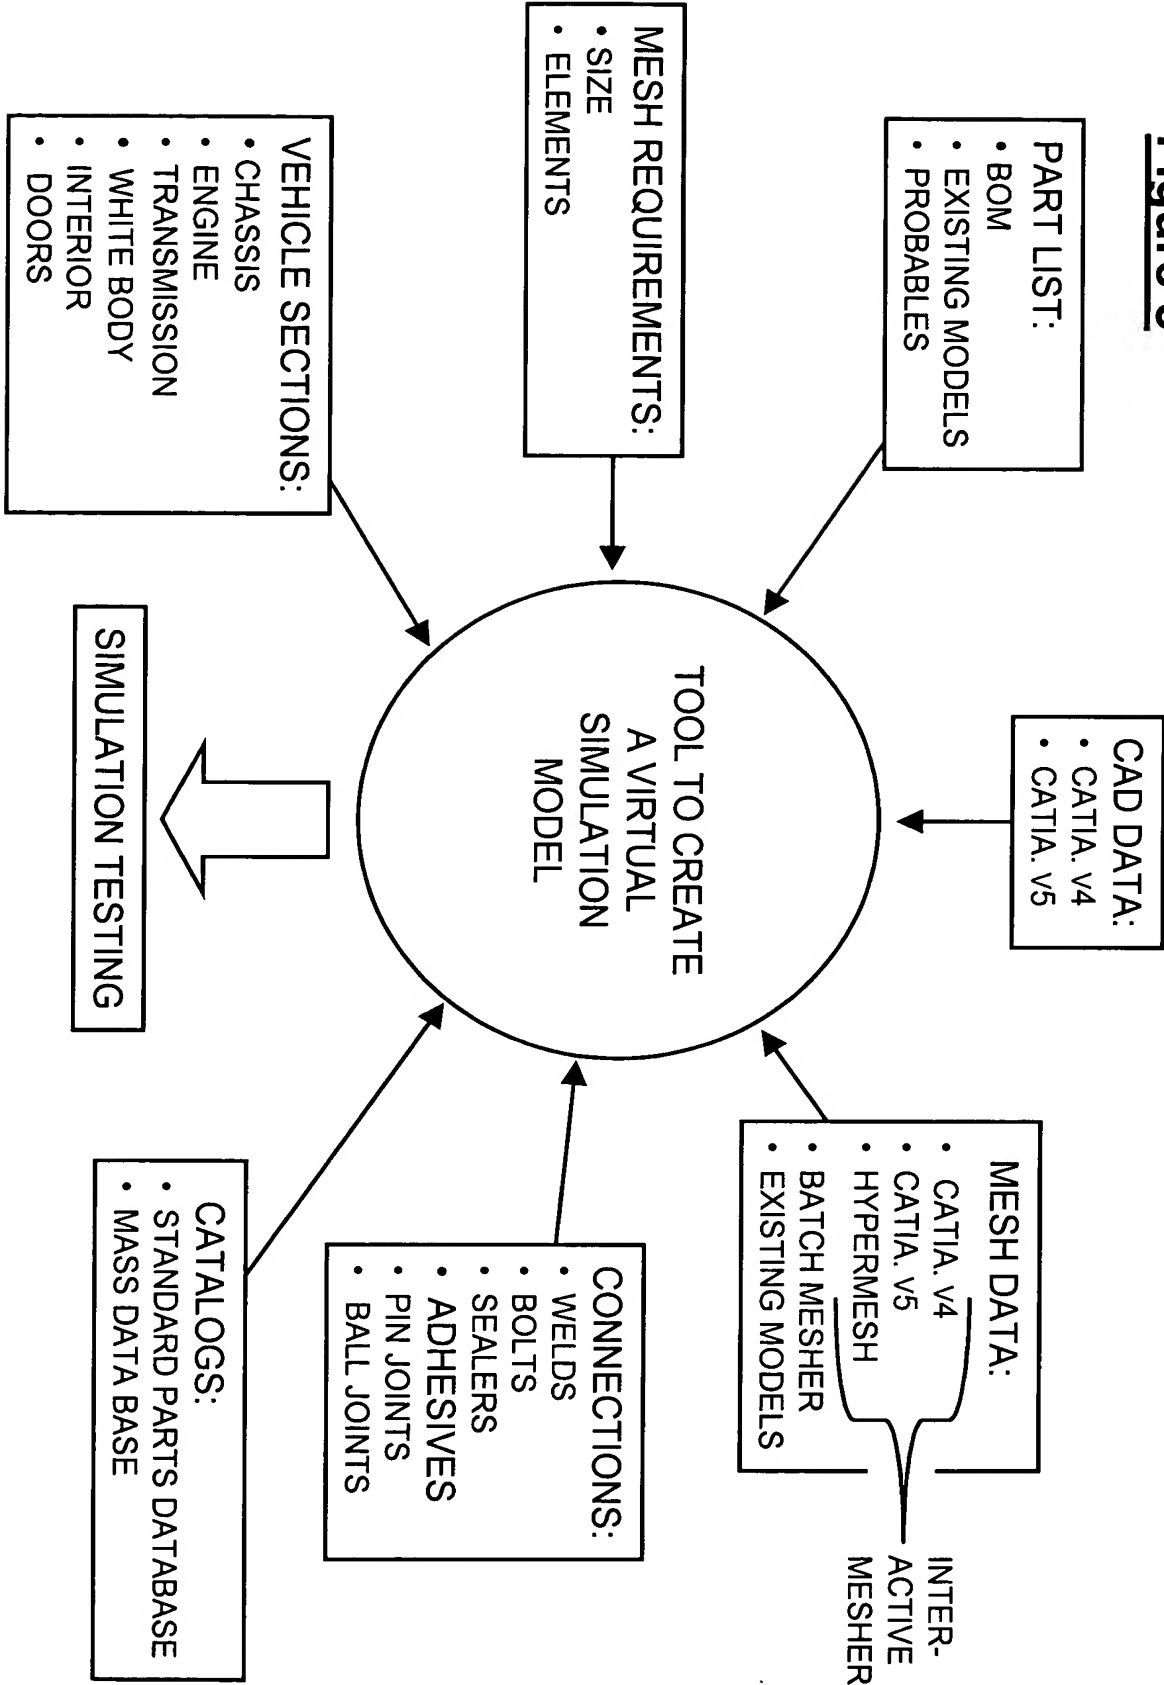 PART LIST:
• BOM
• EXISTING MODELS
• PROBABLES
CAD DATA:
• CATIA. v4
• CATIA. v5
MESH DATA:
• CATIA. v4
• CATIA. v5
• HYPERMESH
• BATCH MESHER
• EXISTING MODELS
INTER-
ACTIVE
MESHER
MESH REQUIREMENTS:
• SIZE
• ELEMENTS
TOOL TO CREATE
A VIRTUAL
SIMULATION
MODEL
CONNECTIONS:
• WELDS
• BOLTS
• SEALERS
• ADHESIVES
• PIN JOINTS
• BALL JOINTS
VEHICLE SECTIONS:
• CHASSIS
• ENGINE
• TRANSMISSION
• WHITE BODY
• INTERIOR
• DOORS
CATALOGS:
• STANDARD PARTS DATABASE
• MASS DATA BASE
SIMULATION TESTING